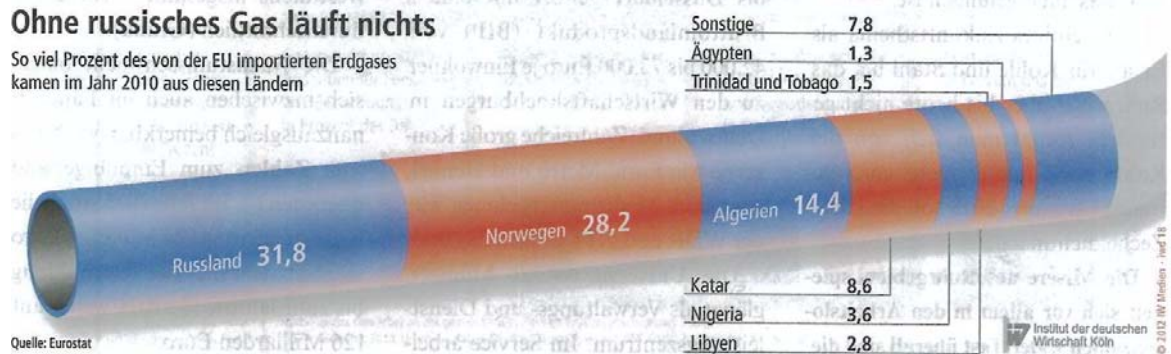 Ohne russisches Gas läuft nichts
So viel Prozent des von der EU importierten Erdgases
kamen im Jahr 2010 aus diesen Ländern
Sonstige 7,8
Ägypten 1,3
Trinidad und Tobago 1,5
Russland 31,8
Norwegen 28,2
Algerien 14,4
Katar 8,6
Nigeria 3,6
Libyen 2,8
Quelle: Eurostat
Institut der deutschen
Wirtschaft Köln
© 2012 IW Medien · iwd 18